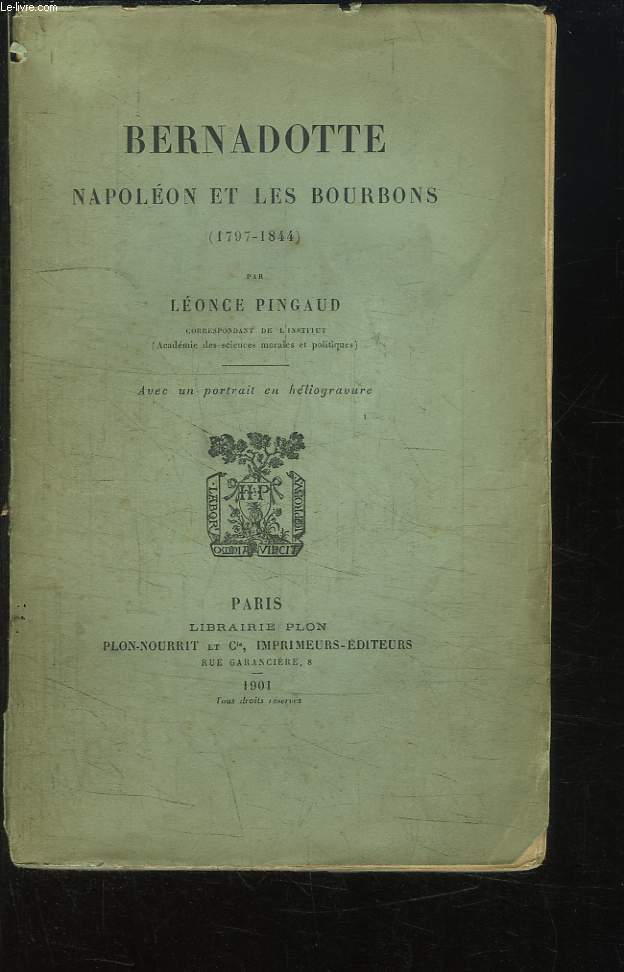 Le-livre.com
BERNADOTTE
NAPOLÉON ET LES BOURBONS
(1797-1844)
PAR
LÉONCE PINGAUD
CORRESPONDANT DE L'INSTITUT
(Académie des sciences morales et politiques)
Avec un portrait en héliogravure
H P
LABOR
OMNIA VINCIT
IMPROBVS
PARIS
LIBRAIRIE PLON
PLON-NOURRIT ET Cie, IMPRIMEURS-ÉDITEURS
RUE GARANCIÈRE, 8
1901
Tous droits réservés